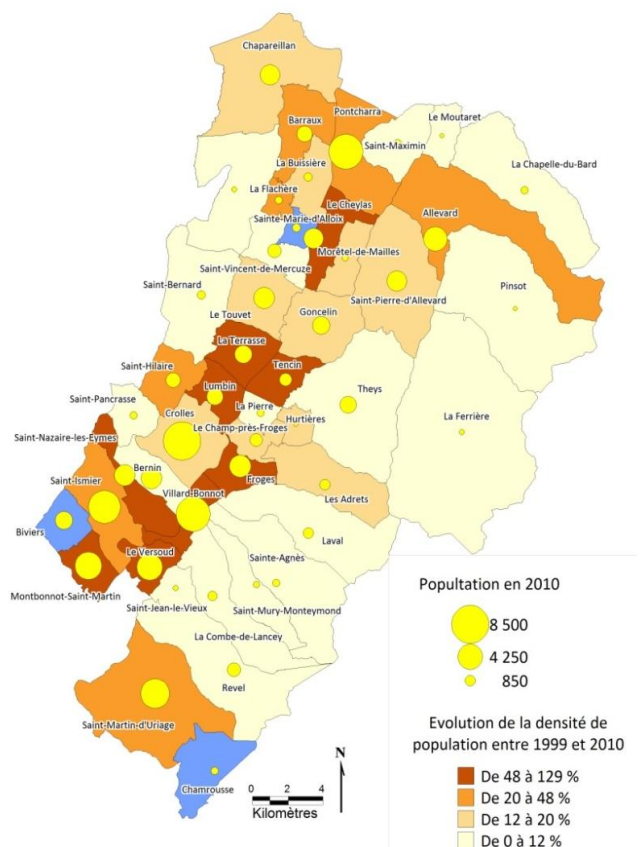 Chapareillan
Pontcharra
Barraux
Le Moutaret
Saint-Maximin
La Buissière
La Chapelle-du-Bard
La Flachère
Le Cheylas
Sainte-Marie-d'Alloix
Allevard
Morêtel-de-Mailles
Saint-Vincent-de-Mercuze
Saint-Bernard
Saint-Pierre-d'Allevard
Pinsot
Le Touvet
Goncelin
La Terrasse
Saint-Hilaire
Tencin
Lumbin
Theys
Saint-Pancrasse
La Pierre
Crolles
Hurtières
La Ferrière
Le Champ-près-Froges
Saint-Nazaire-les-Eymes
Bernin
Froges
Saint-Ismier
Villard-Bonnot
Les Adrets
Biviers
Laval
Le Versoud
Sainte-Agnès
Montbonnot-Saint-Martin
Saint-Jean-le-Vieux
Saint-Mury-Monteymond
La Combe-de-Lancey
Revel
Saint-Martin-d'Uriage
Chamrousse
N
0 2 4
Kilomètres
Popultation en 2010
8 500
4 250
850
Evolution de la densité de
population entre 1999 et 2010
De 48 à 129 %
De 20 à 48 %
De 12 à 20 %
De 0 à 12 %